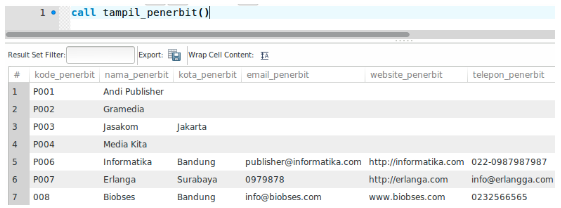 1 call tampil_penerbit()
Result Set Filter: Export: Wrap Cell Content:
# kode_penerbit nama_penerbit kota_penerbit email_penerbit website_penerbit telepon_penerbit
1 P001 Andi Publisher
2 P002 Gramedia
3 P003 Jasakom Jakarta
4 P004 Media Kita
5 P006 Informatika Bandung publisher@informatika.com http://informatika.com 022-0987987987
6 P007 Erlanga Surabaya 0979878 http://erlanga.com info@erlangga.com
7 008 Biobses Bandung info@biobses.com www.biobses.com 0232566565